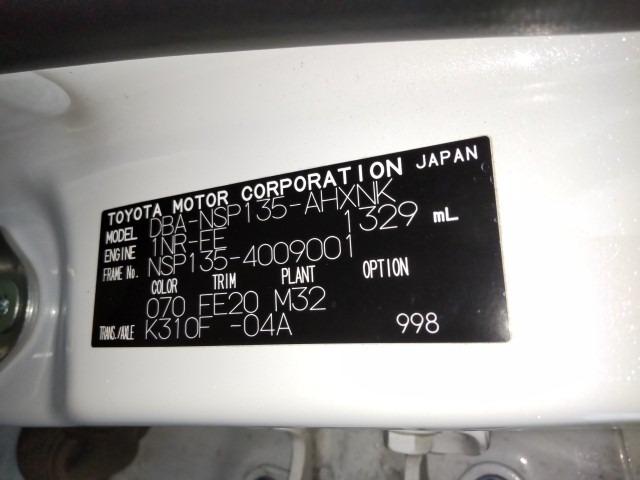 TOYOTA MOTOR CORPORATION JAPAN
MODEL DBA-NSP135-AHXNK
ENGINE 1NR-FE 1329 mL
FRAME No. NSP135-4009001
COLOR TRIM PLANT OPTION
070 FE20 M32
TRANS./AXLE K310F -04A 998